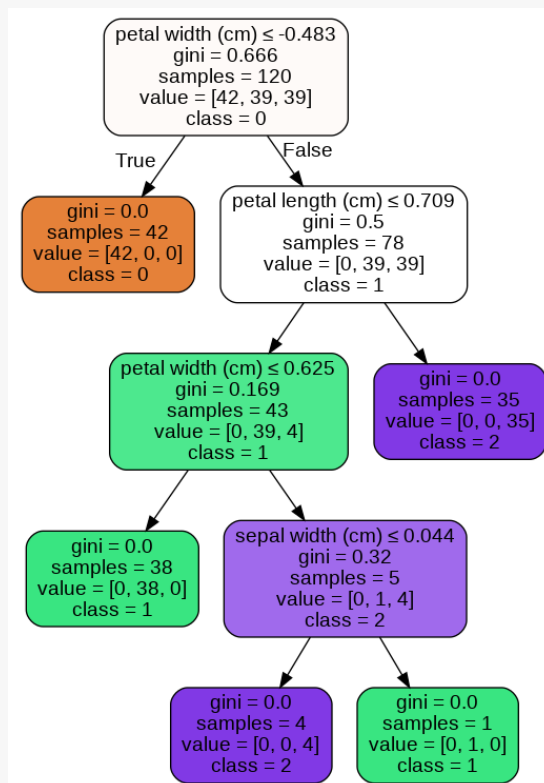 petal width (cm) ≤ -0.483
gini = 0.666
samples = 120
value = [42, 39, 39]
class = 0
True
False
gini = 0.0
samples = 42
value = [42, 0, 0]
class = 0
petal length (cm) ≤ 0.709
gini = 0.5
samples = 78
value = [0, 39, 39]
class = 1
petal width (cm) ≤ 0.625
gini = 0.169
samples = 43
value = [0, 39, 4]
class = 1
gini = 0.0
samples = 35
value = [0, 0, 35]
class = 2
gini = 0.0
samples = 38
value = [0, 38, 0]
class = 1
sepal width (cm) ≤ 0.044
gini = 0.32
samples = 5
value = [0, 1, 4]
class = 2
gini = 0.0
samples = 4
value = [0, 0, 4]
class = 2
gini = 0.0
samples = 1
value = [0, 1, 0]
class = 1